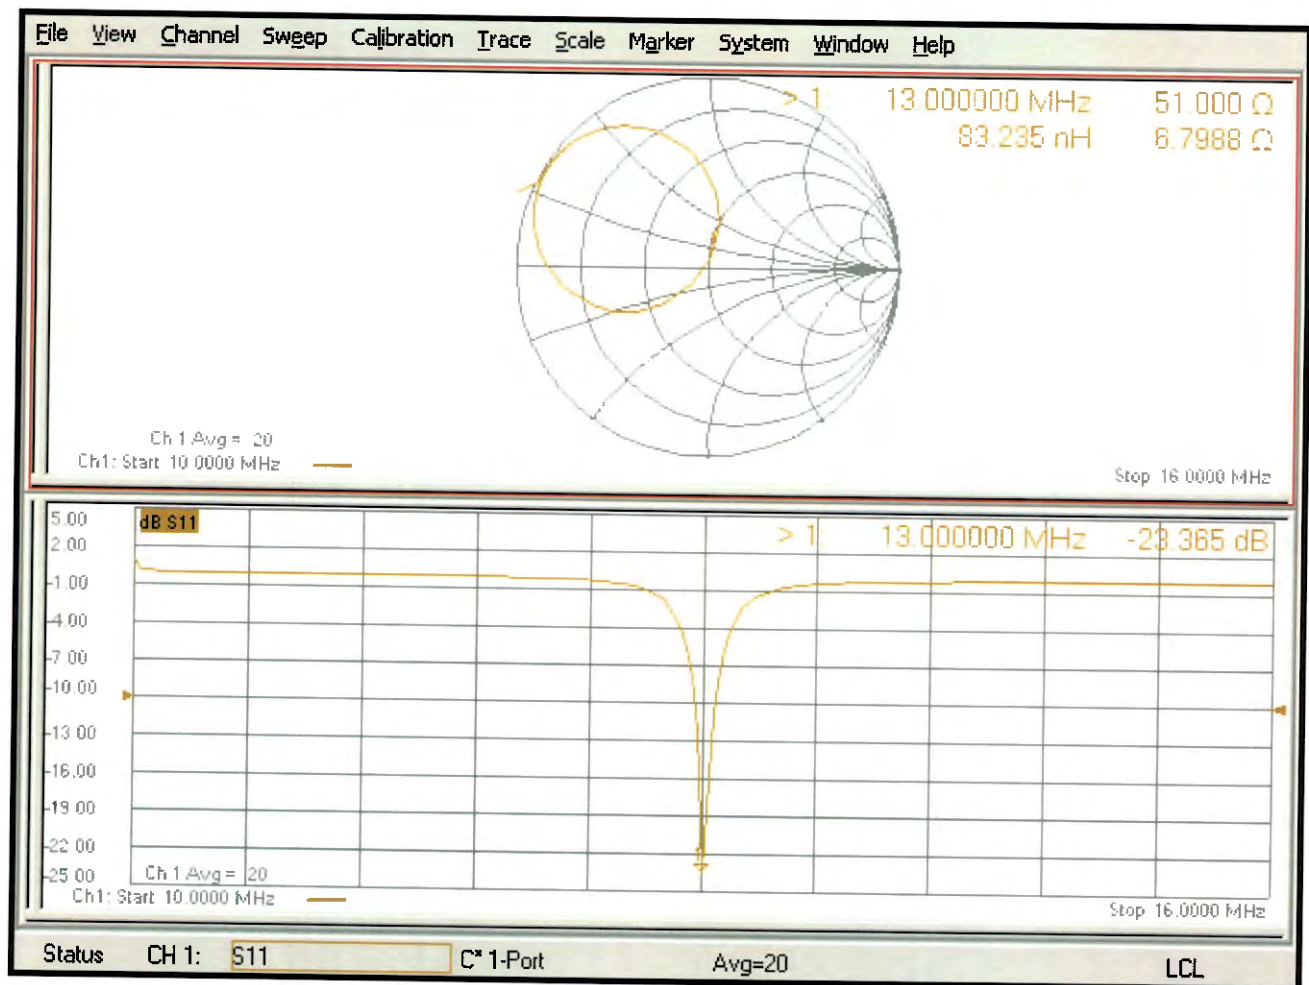 File View Channel Sweep Calibration Trace Scale Marker System Window Help
> 1: 13.000000 MHz 51.000 Ω
83.235 nH 6.7988 Ω
Ch 1 Avg = 20
Ch1: Start 10.0000 MHz
Stop 16.0000 MHz
5.00
dB S11
> 1: 13.000000 MHz -23.365 dB
2.00
-1.00
-4.00
-7.00
-10.00
-13.00
-16.00
-19.00
-22.00
1
-25.00
Ch 1 Avg = 20
Ch1: Start 10.0000 MHz
Stop 16.0000 MHz
Status CH 1: S11 C* 1-Port Avg=20 LCL